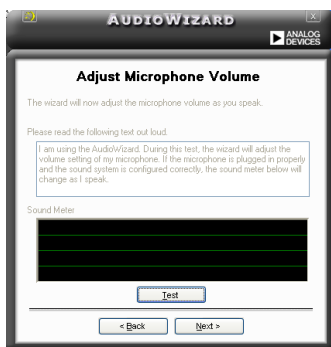 AUDIOWIZARD
X
ANALOG
DEVICES
Adjust Microphone Volume
The wizard will now adjust the microphone volume as you speak.
Please read the following text out loud.
I am using the AudioWizard. During this test, the wizard will adjust the
volume setting of my microphone. If the microphone is plugged in properly
and the sound system is configured correctly, the sound meter below will
change as I speak.
Sound Meter
Test
< Back
Next >